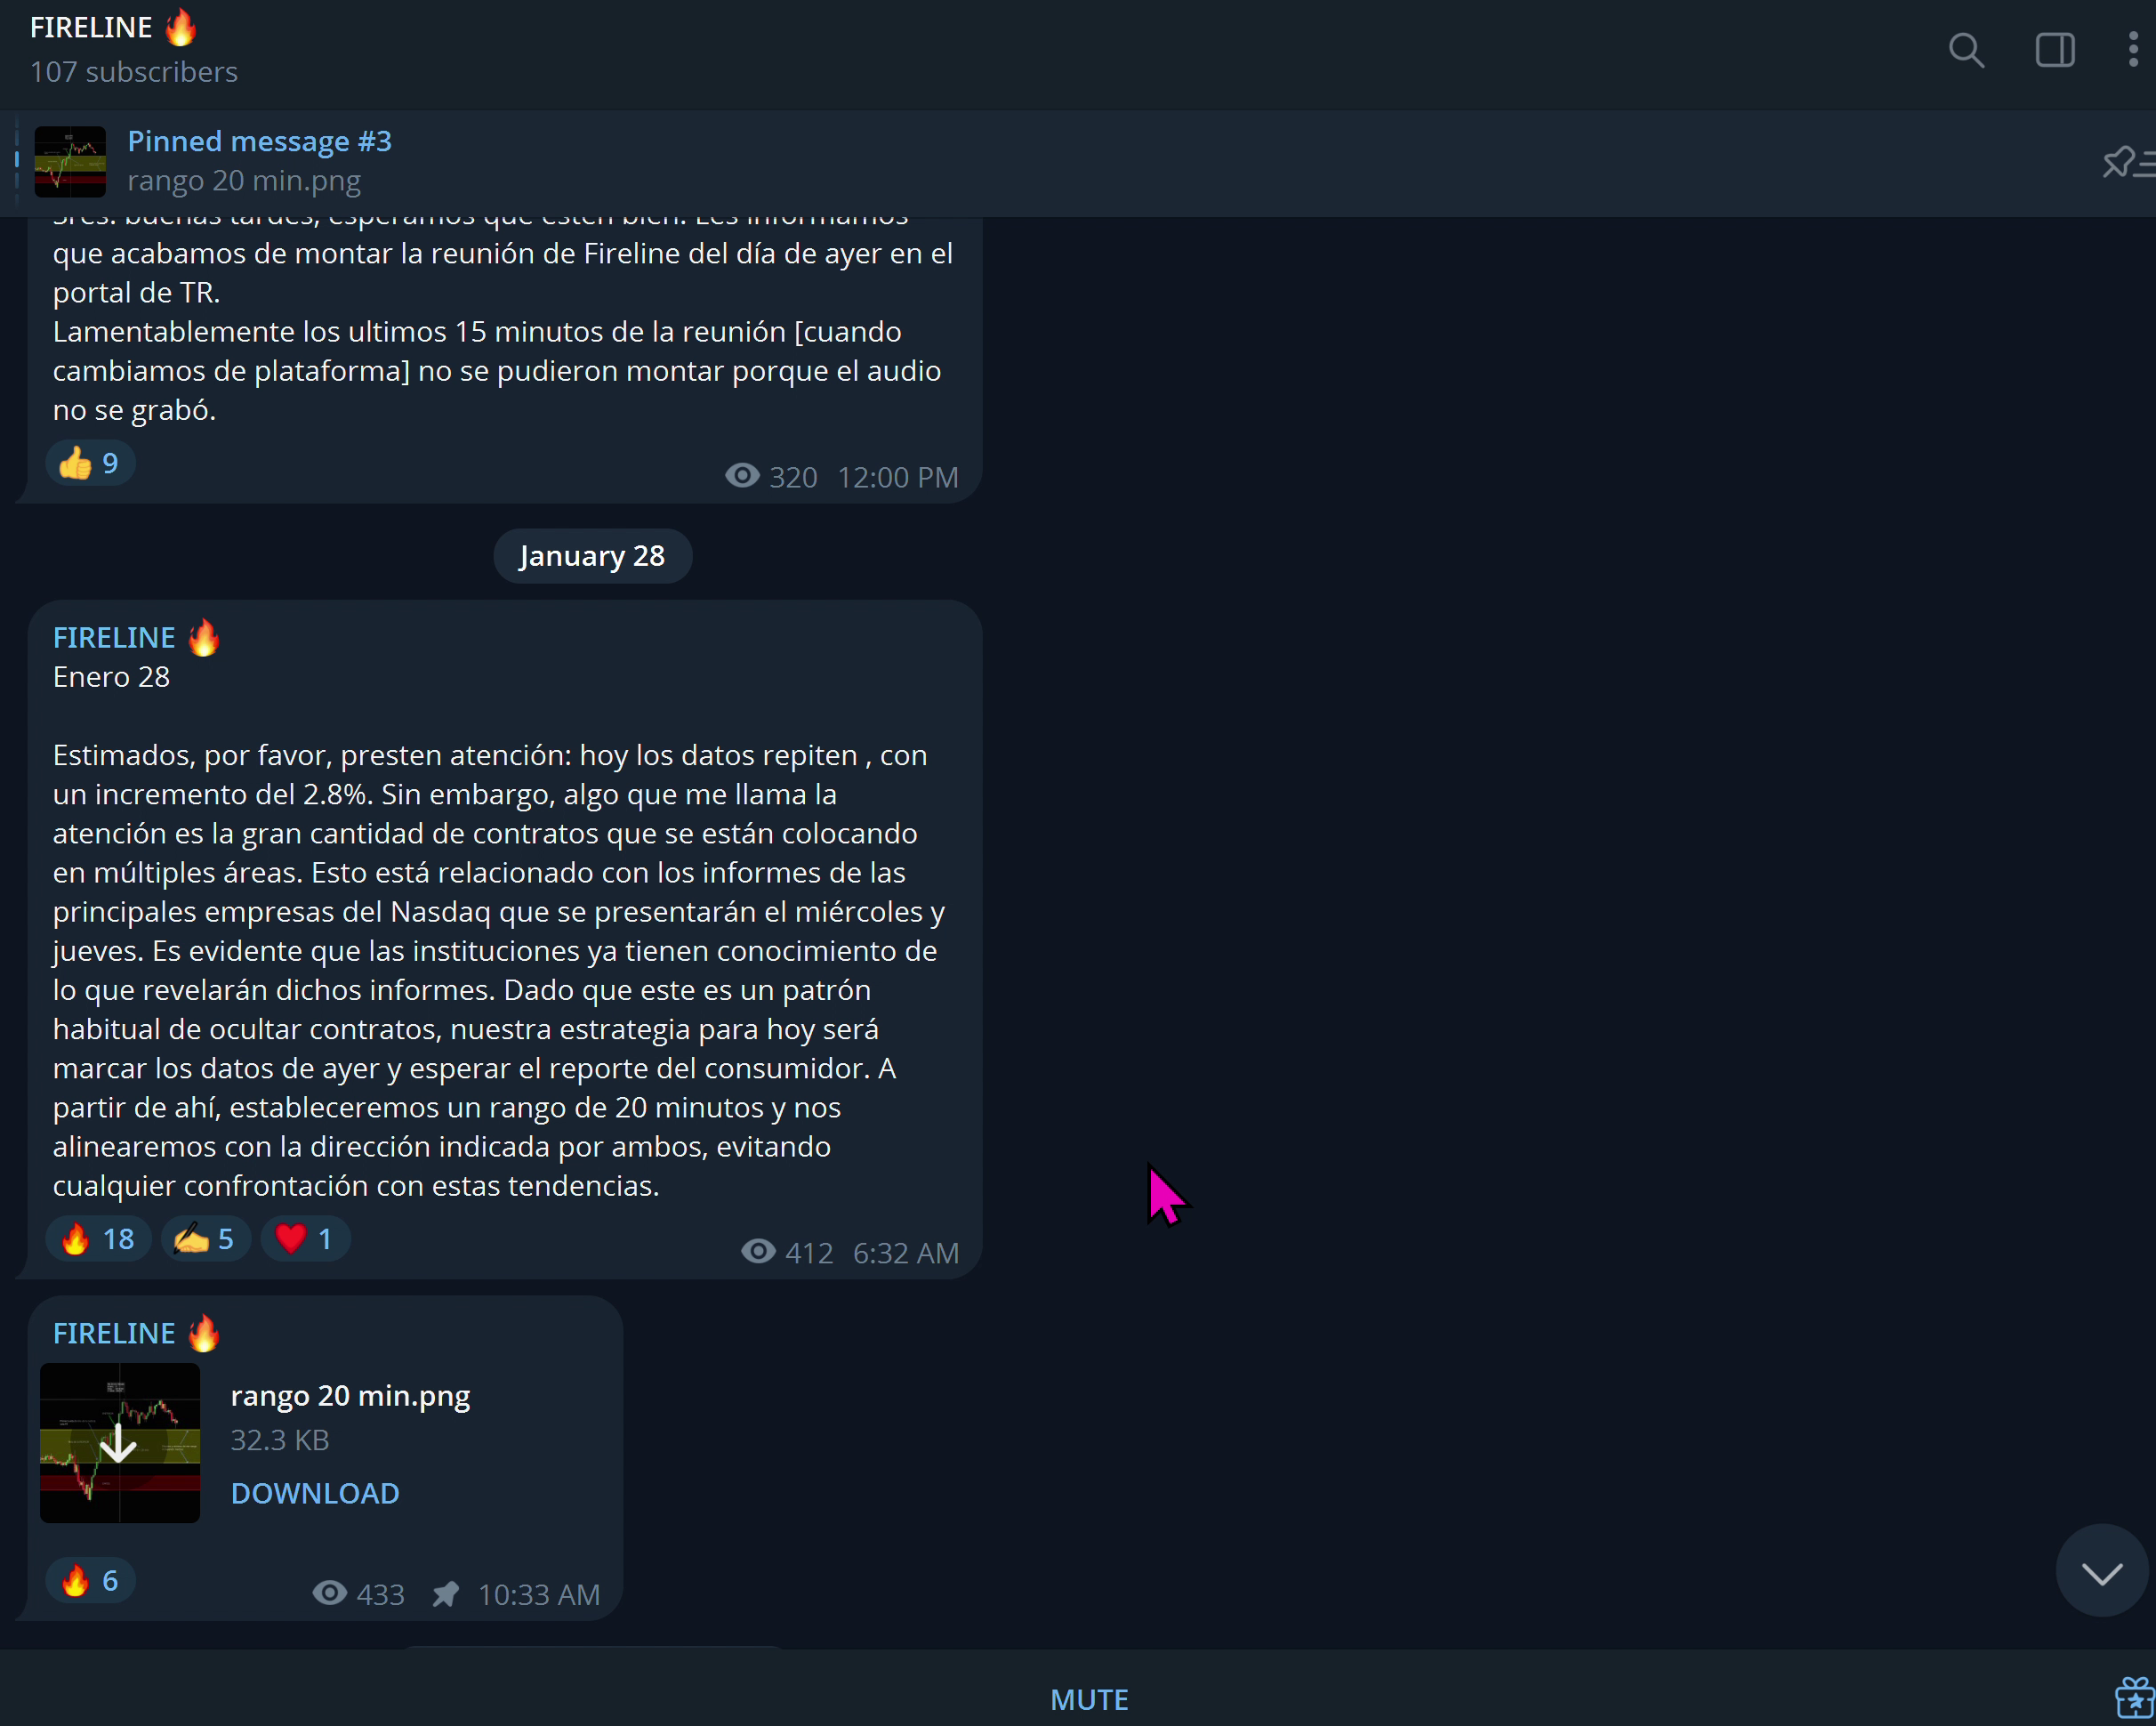 FIRELINE 🔥
107 subscribers
Pinned message #3
rango 20 min.png
Sres. buenas tardes, esperamos que estén bien. Les informamos
que acabamos de montar la reunión de Fireline del día de ayer en el
portal de TR.
Lamentablemente los ultimos 15 minutos de la reunión [cuando
cambiamos de plataforma] no se pudieron montar porque el audio
no se grabó.
👍 9
320 12:00 PM
January 28
FIRELINE 🔥
Enero 28
Estimados, por favor, presten atención: hoy los datos repiten , con
un incremento del 2.8%. Sin embargo, algo que me llama la
atención es la gran cantidad de contratos que se están colocando
en múltiples áreas. Esto está relacionado con los informes de las
principales empresas del Nasdaq que se presentarán el miércoles y
jueves. Es evidente que las instituciones ya tienen conocimiento de
lo que revelarán dichos informes. Dado que este es un patrón
habitual de ocultar contratos, nuestra estrategia para hoy será
marcar los datos de ayer y esperar el reporte del consumidor. A
partir de ahí, estableceremos un rango de 20 minutos y nos
alinearemos con la dirección indicada por ambos, evitando
cualquier confrontación con estas tendencias.
🔥 18 ✍ 5 ❤ 1
412 6:32 AM
FIRELINE 🔥
rango 20 min.png
32.3 KB
DOWNLOAD
🔥 6
433 10:33 AM
MUTE